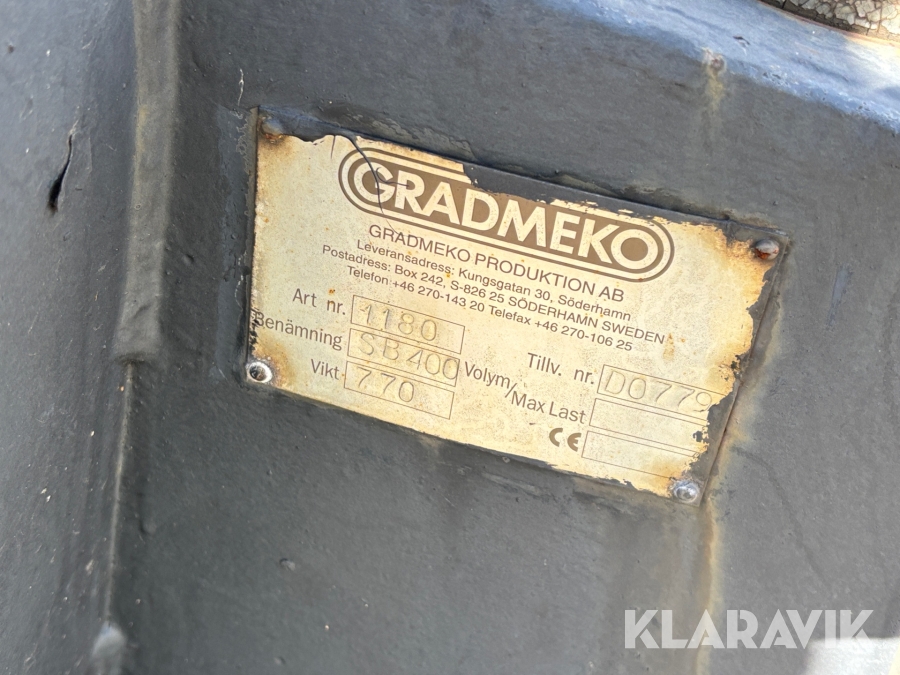 GRADMEKO
GRADMEKO PRODUKTION AB
Leveransadress: Kungsgatan 30, Söderhamn
Postadress: Box 242, S-826 25 SÖDERHAMN SWEDEN
Telefon +46 270-143 20 Telefax +46 270-106 25
Art nr. 1180 Tillv. nr. D0779
Benämning SB400 Volym/Max Last
Vikt 770 CE
KLARAVIK